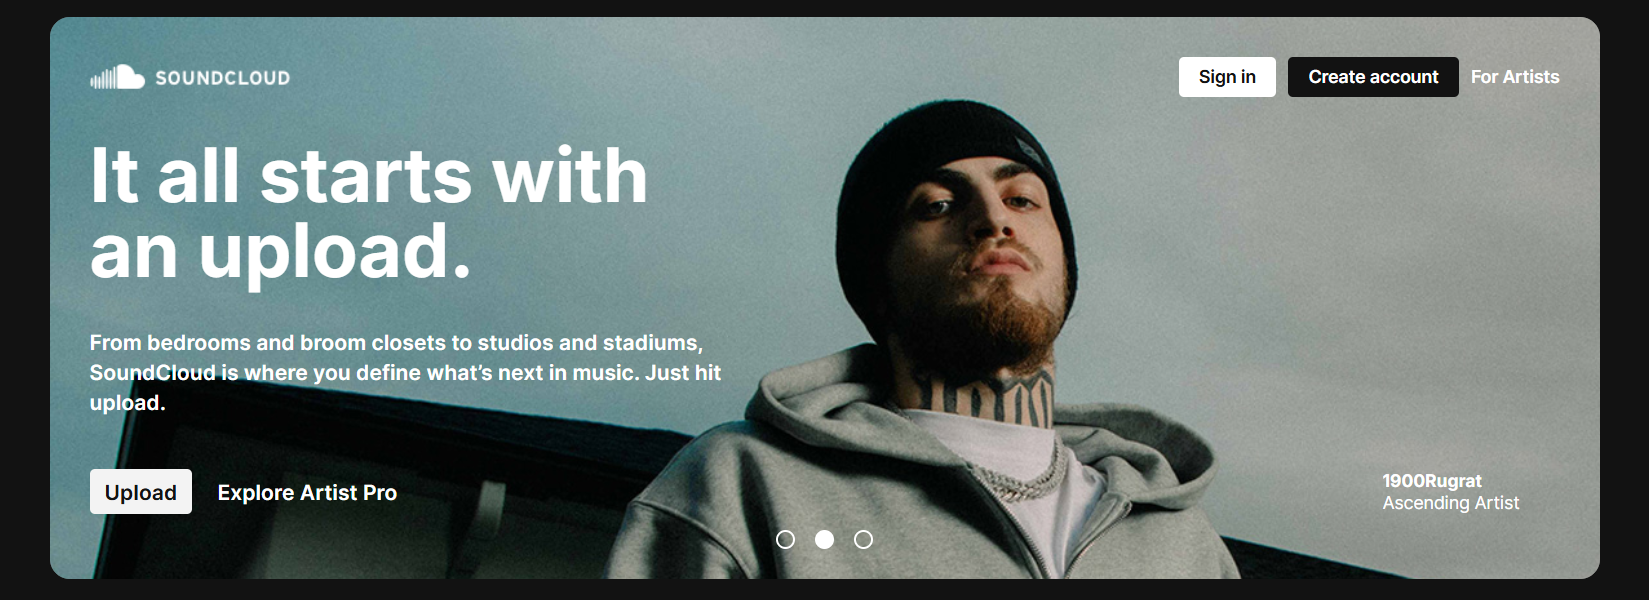 SOUNDCLOUD
Sign in
Create account
For Artists
It all starts with
an upload.
From bedrooms and broom closets to studios and stadiums,
SoundCloud is where you define what’s next in music. Just hit
upload.
Upload
Explore Artist Pro
1900Rugrat
Ascending Artist